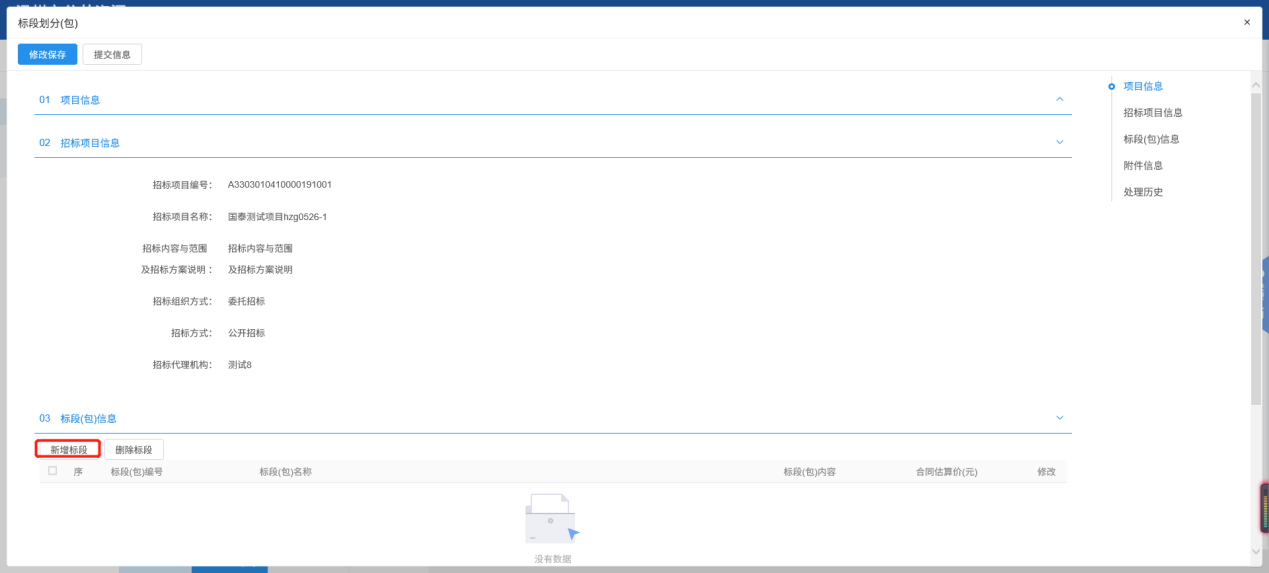 标段划分(包)
×
修改保存 提交信息
01 项目信息
02 招标项目信息
招标项目编号： A3303010410000191001
招标项目名称： 国泰测试项目hzg0526-1
招标内容与范围 招标内容与范围
及招标方案说明： 及招标方案说明
招标组织方式： 委托招标
招标方式： 公开招标
招标代理机构： 测试8
03 标段(包)信息
新增标段 删除标段
序 标段(包)编号 标段(包)名称 标段(包)内容 合同估算价(元) 修改
没有数据
项目信息
招标项目信息
标段(包)信息
附件信息
处理历史